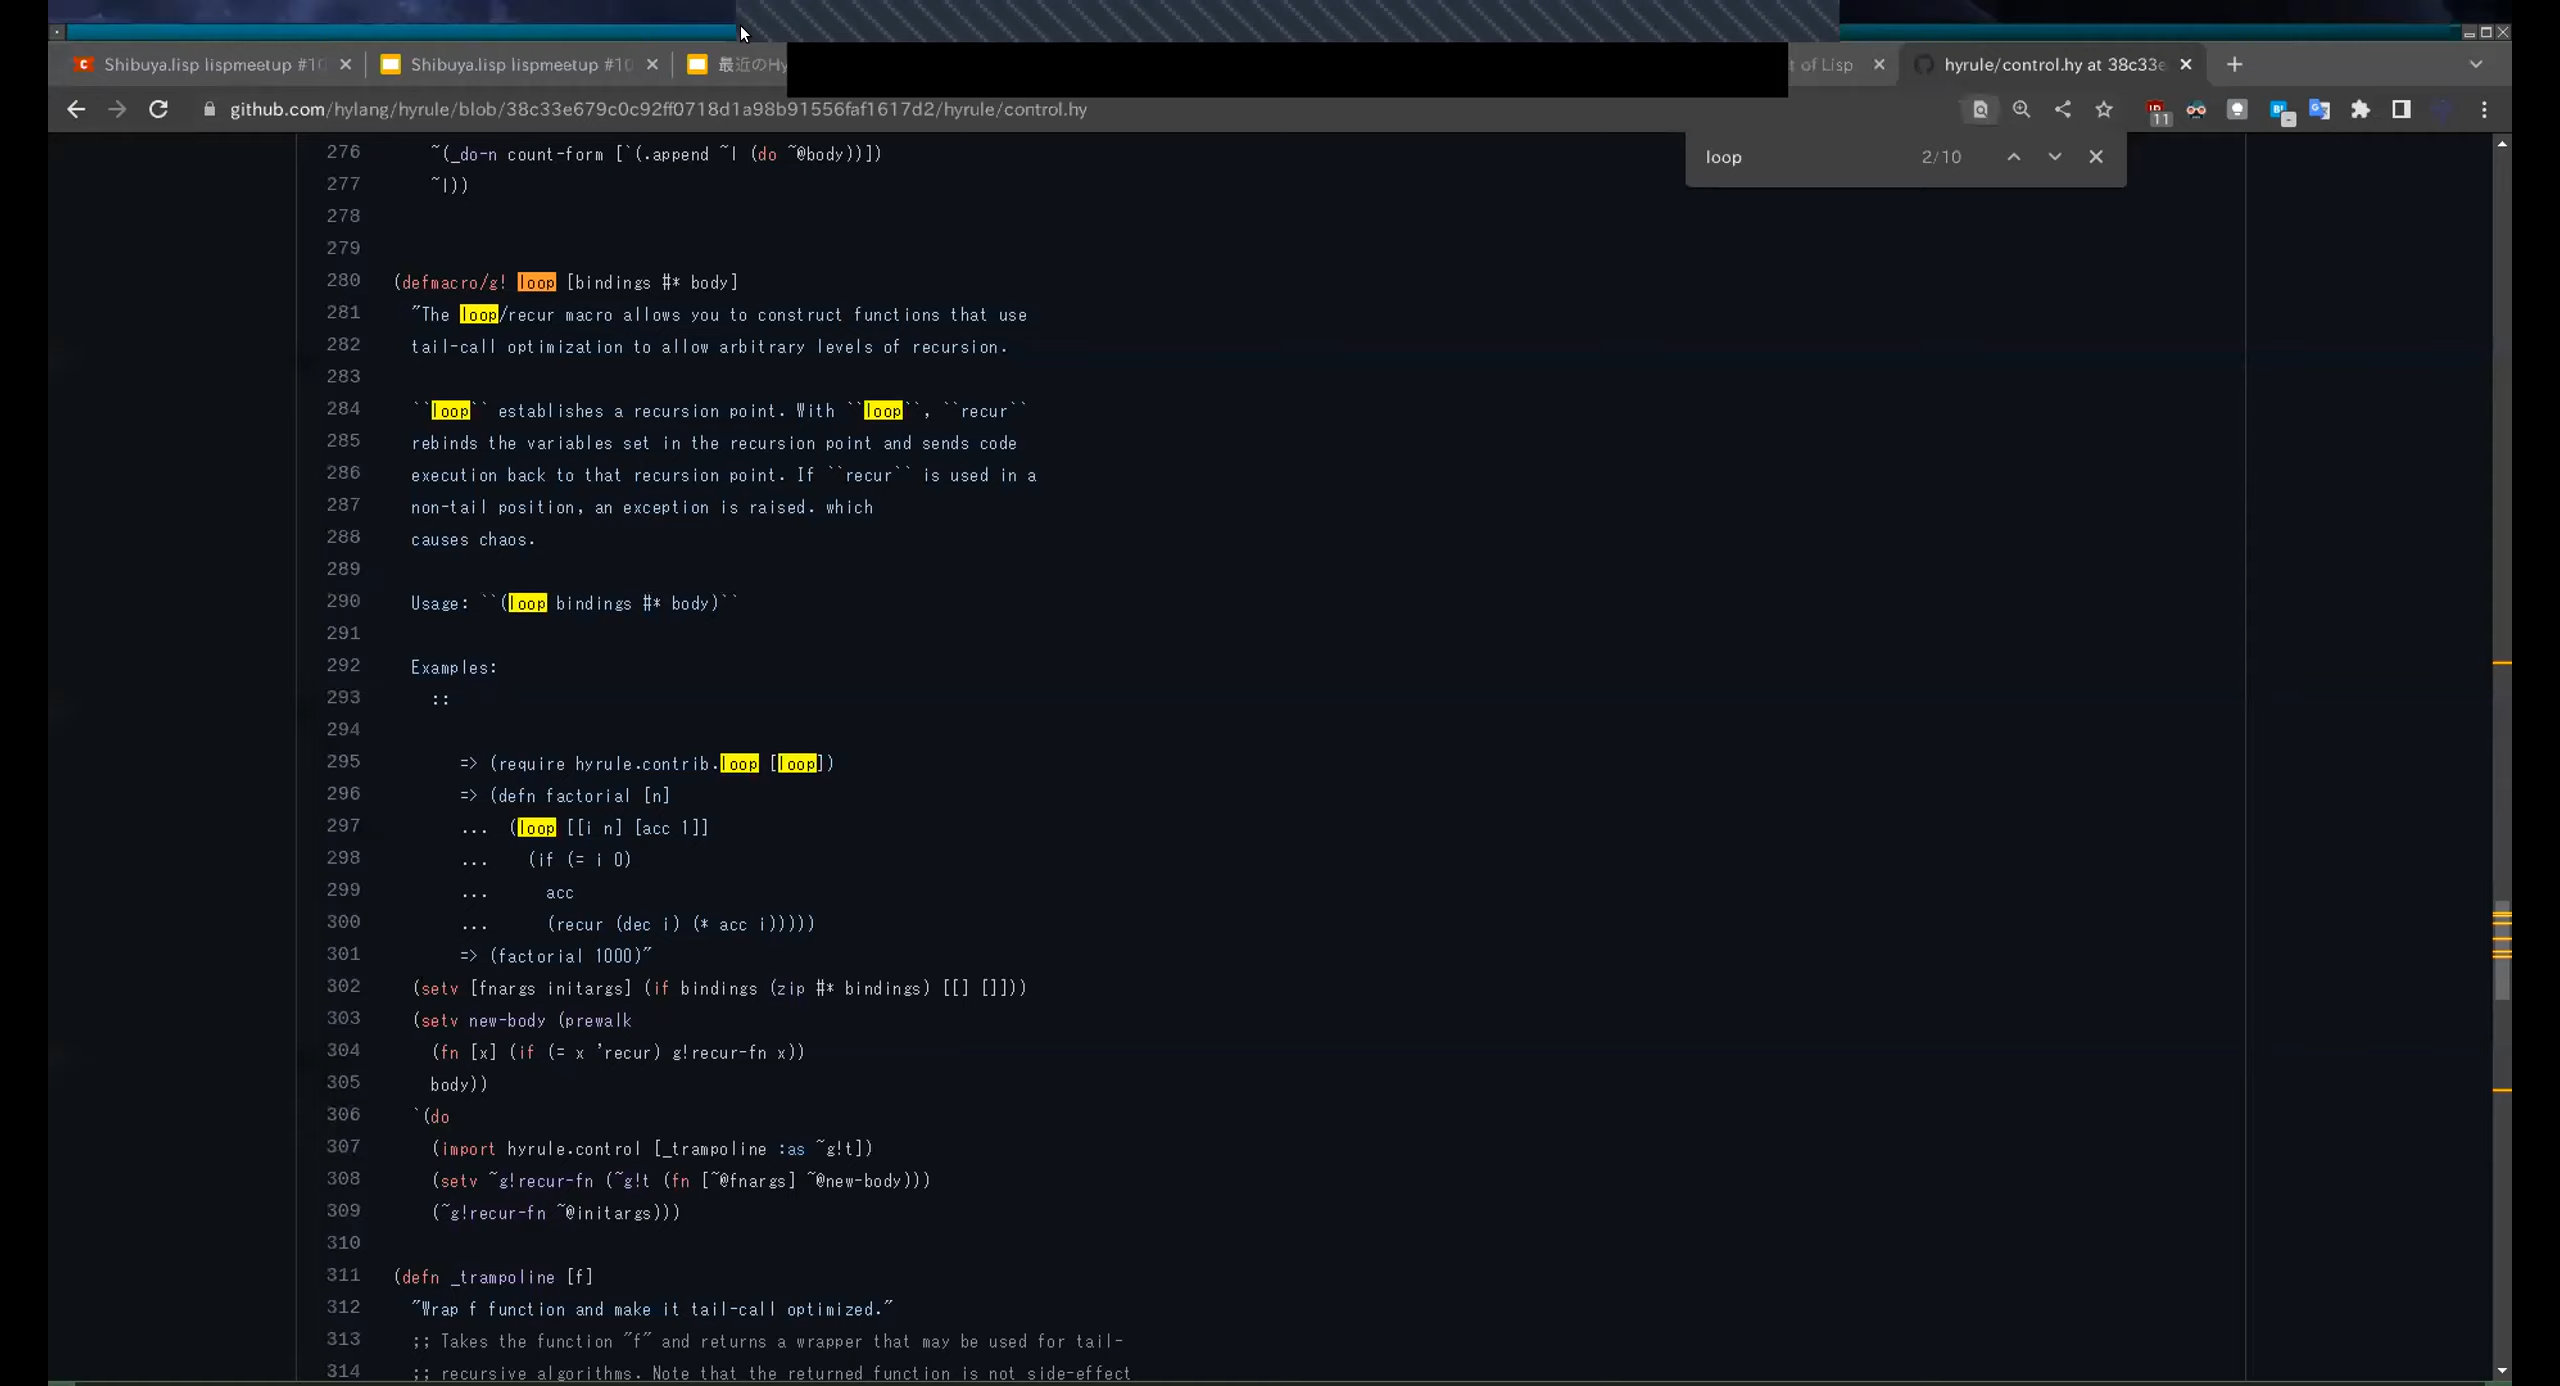 Shibuya.lisp lispmeetup #10
Shibuya.lisp lispmeetup #10
最近のHy
of Lisp
hyrule/control.hy at 38c33e
github.com/hylang/hyrule/blob/38c33e679c0c92ff0718d1a98b91556faf1617d2/hyrule/control.hy
11
loop 2/10
276 ~(_do-n count-form [`(.append ~l (do ~@body))])
277 ~l))
278
279
280 (defmacro/g! loop [bindings #* body]
281 "The loop/recur macro allows you to construct functions that use
282 tail-call optimization to allow arbitrary levels of recursion.
283
284 ``loop`` establishes a recursion point. With ``loop``, ``recur``
285 rebinds the variables set in the recursion point and sends code
286 execution back to that recursion point. If ``recur`` is used in a
287 non-tail position, an exception is raised. which
288 causes chaos.
289
290 Usage: ``(loop bindings #* body)``
291
292 Examples:
293 ::
294
295 => (require hyrule.contrib.loop [loop])
296 => (defn factorial [n]
297 ... (loop [[i n] [acc 1]]
298 ... (if (= i 0)
299 ... acc
300 ... (recur (dec i) (* acc i)))))
301 => (factorial 1000)"
302 (setv [fnargs initargs] (if bindings (zip #* bindings) [[] []]))
303 (setv new-body (prewalk
304 (fn [x] (if (= x 'recur) g!recur-fn x))
305 body))
306 `(do
307 (import hyrule.control [_trampoline :as ~g!t])
308 (setv ~g!recur-fn (~g!t (fn [~@fnargs] ~@new-body)))
309 (~g!recur-fn ~@initargs)))
310
311 (defn _trampoline [f]
312 "Wrap f function and make it tail-call optimized."
313 ;; Takes the function "f" and returns a wrapper that may be used for tail-
314 ;; recursive algorithms. Note that the returned function is not side-effect